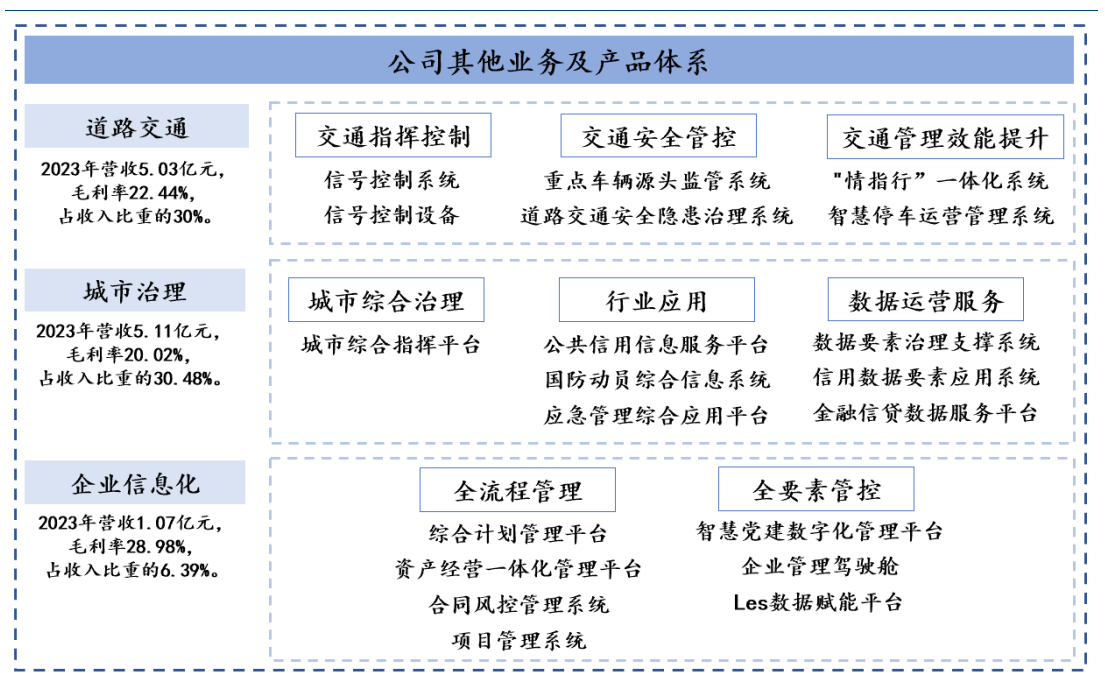 公司其他业务及产品体系
道路交通
2023年营收5.03亿元，
毛利率22.44%，
占收入比重的30%。
交通指挥控制
信号控制系统
信号控制设备
交通安全管控
重点车辆源头监管系统
道路交通安全隐患治理系统
交通管理效能提升
"情指行”一体化系统
智慧停车运营管理系统
城市治理
2023年营收5.11亿元，
毛利率20.02%，
占收入比重的30.48%。
城市综合治理
城市综合指挥平台
行业应用
公共信用信息服务平台
国防动员综合信息系统
应急管理综合应用平台
数据运营服务
数据要素治理支撑系统
信用数据要素应用系统
金融信贷数据服务平台
企业信息化
2023年营收1.07亿元，
毛利率28.98%，
占收入比重的6.39%。
全流程管理
综合计划管理平台
资产经营一体化管理平台
合同风控管理系统
项目管理系统
全要素管控
智慧党建数字化管理平台
企业管理驾驶舱
Les数据赋能平台